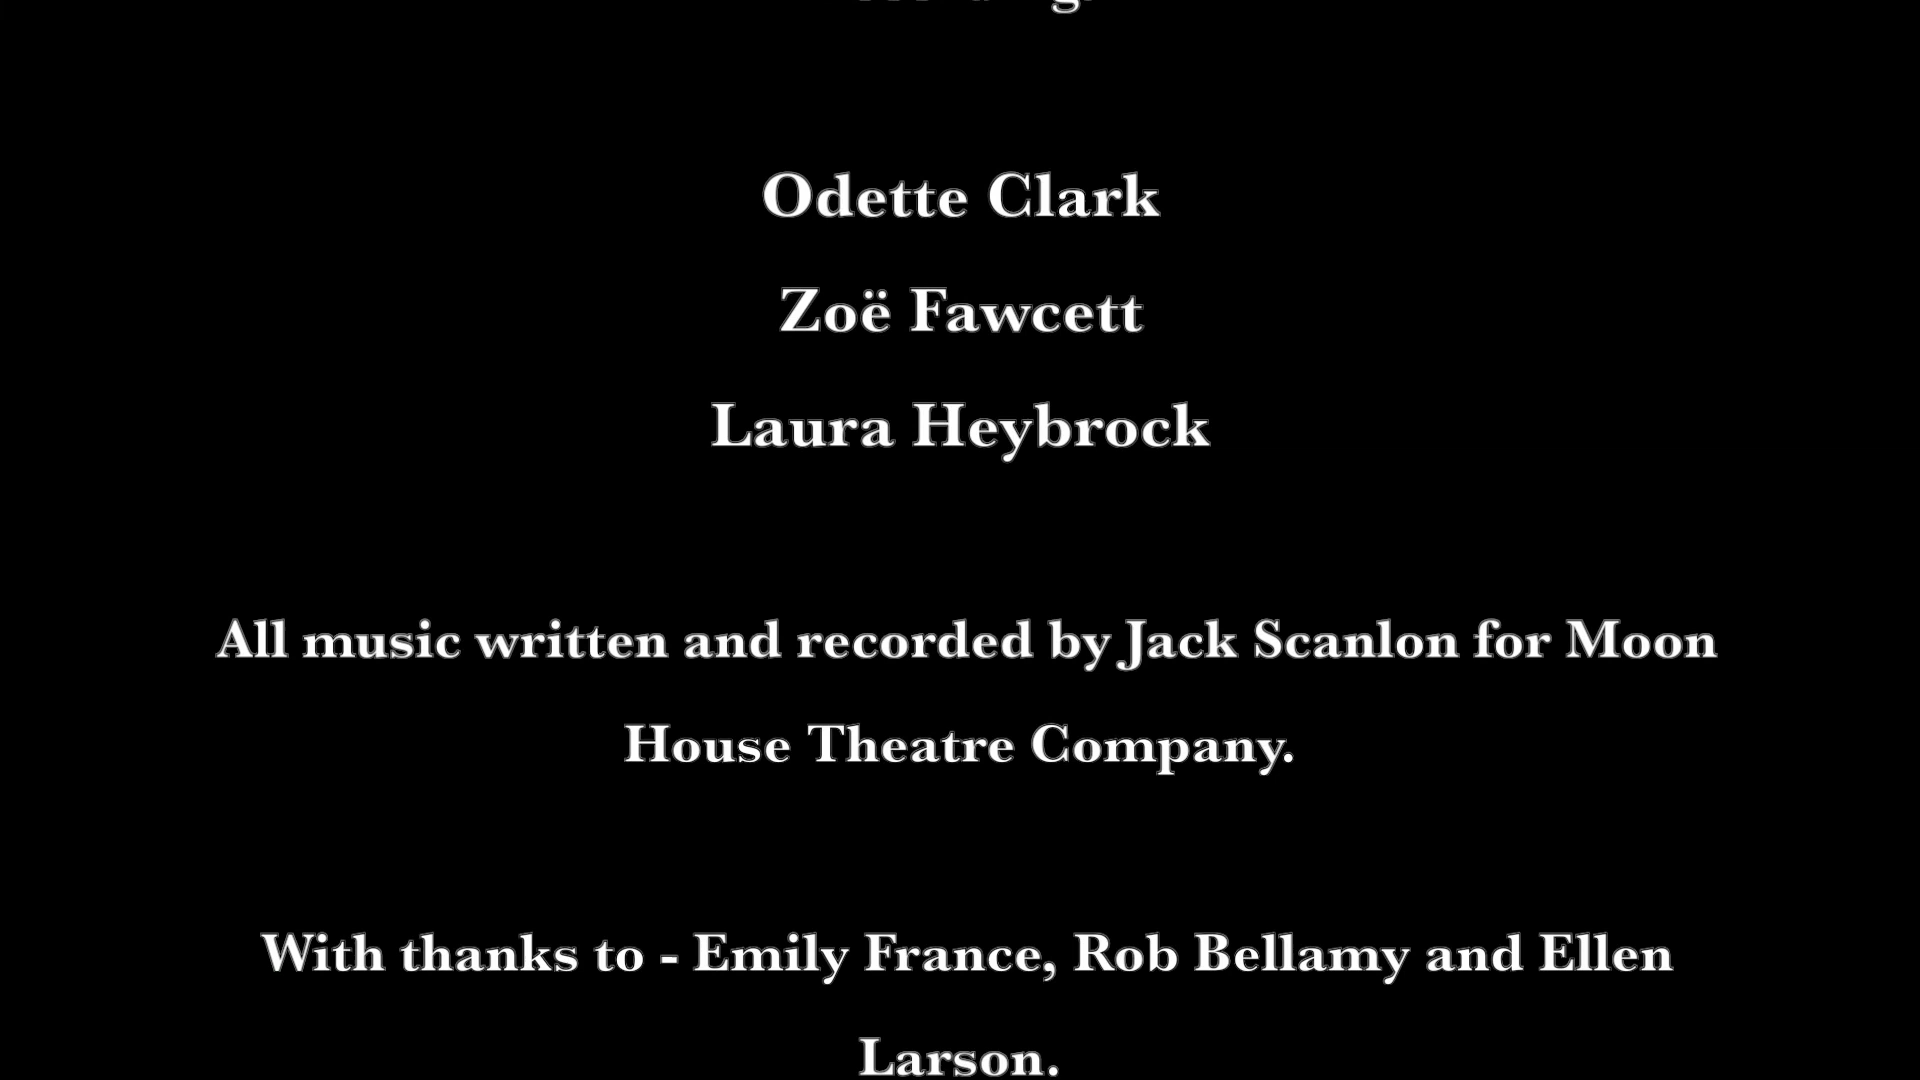 Odette Clark
Zoë Fawcett
Laura Heybrock
All music written and recorded by Jack Scanlon for Moon
House Theatre Company.
With thanks to - Emily France, Rob Bellamy and Ellen
Larson.